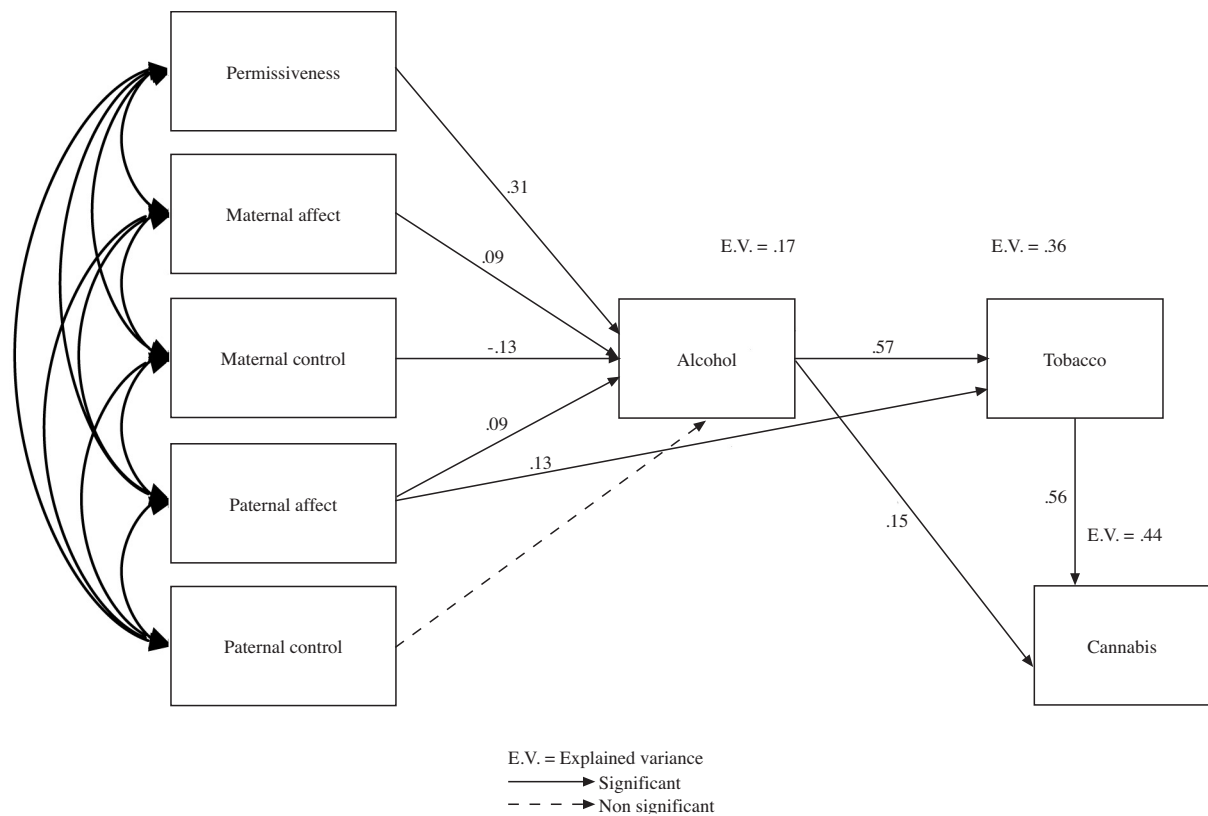 Permissiveness
.31
Maternal affect
E.V. = .17
E.V. = .36
.09
Maternal control
-.13
Alcohol
.57
Tobacco
.09
.13
Paternal affect
.15
.56
E.V. = .44
Paternal control
Cannabis
E.V. = Explained variance
Significant
Non significant